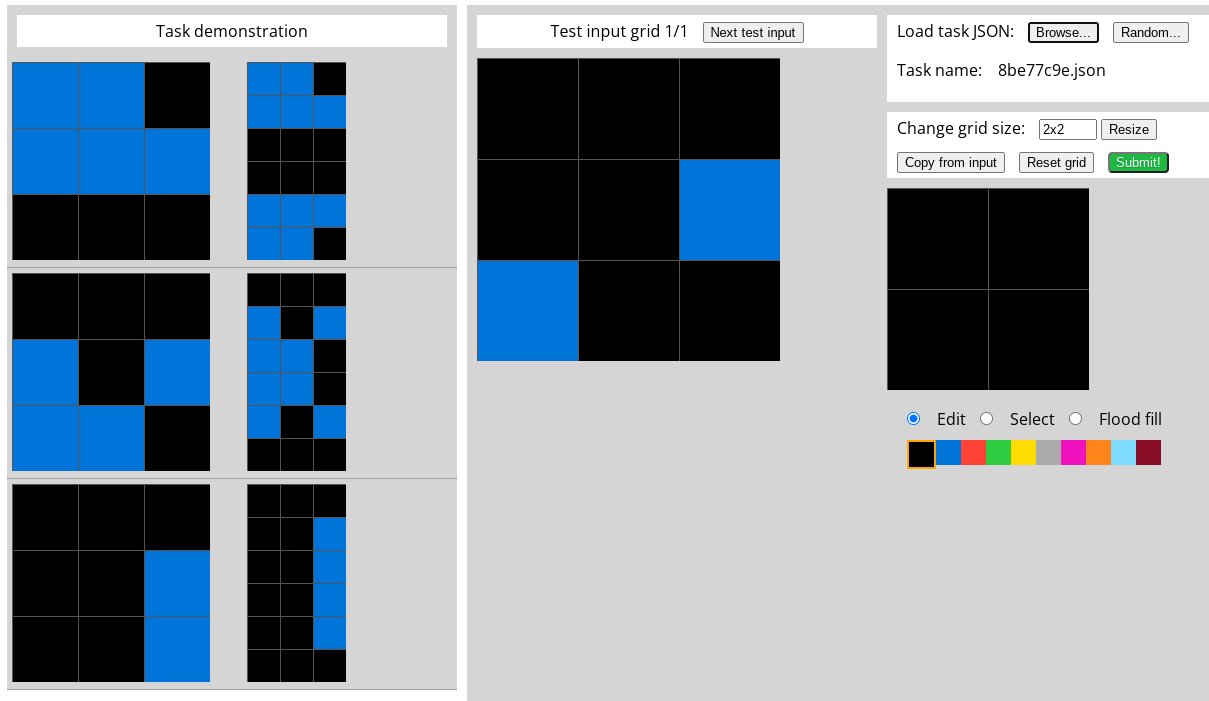 Task demonstration
Test input grid 1/1 Next test input
Load task JSON: Browse... Random...
Task name: 8be77c9e.json
Change grid size: 2x2 Resize
Copy from input Reset grid Submit!
Edit Select Flood fill